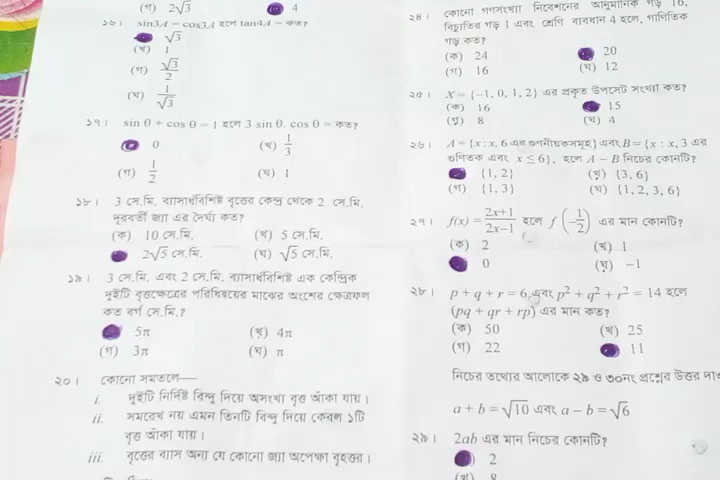 (গ) 2√3
4
১৬। sin3A = cos3A হলে tan4A = কত?
√3
(খ) 1
(গ) √3/2
(ঘ) 1/√3
১৭। sin θ + cos θ = 1 হলে 3 sin θ. cos θ = কত?
(ক) 0
(খ) 1/3
(গ) 1/2
(ঘ) 1
১৮। 3 সে.মি. ব্যাসার্ধবিশিষ্ট বৃত্তের কেন্দ্র থেকে 2 সে.মি.
দূরবর্তী জ্যা এর দৈর্ঘ্য কত?
(ক) 10 সে.মি.
(খ) 5 সে.মি.
2√5 সে.মি.
(ঘ) √5 সে.মি.
১৯। 3 সে.মি. এবং 2 সে.মি. ব্যাসার্ধবিশিষ্ট এক কেন্দ্রিক
দুইটি বৃত্তক্ষেত্রের পরিধিদ্বয়ের মাঝের অংশের ক্ষেত্রফল
কত বর্গ সে.মি.?
5π
(খ) 4π
(গ) 3π
(ঘ) π
২০। কোনো সমতলে—
i. দুইটি নির্দিষ্ট বিন্দু দিয়ে অসংখ্য বৃত্ত আঁকা যায়।
ii. সমরেখ নয় এমন তিনটি বিন্দু দিয়ে কেবল ১টি
বৃত্ত আঁকা যায়।
iii. বৃত্তের ব্যাস অন্য যে কোনো জ্যা অপেক্ষা বৃহত্তর।
২৪। কোনো গণসংখ্যা নিবেশনের আনুমানিক গড় 16,
বিচ্যুতির গড় 1 এবং শ্রেণি ব্যবধান 4 হলে, গাণিতিক
গড় কত?
(ক) 24
20
(গ) 16
(ঘ) 12
২৫। X = {−1, 0, 1, 2} এর প্রকৃত উপসেট সংখ্যা কত?
(ক) 16
15
(গ) 8
(ঘ) 4
২৬। A = {x : x, 6 এর গুণনীয়কসমূহ} এবং B = {x : x, 3 এর
গুণিতক এবং x ≤ 6}, হলে A − B নিচের কোনটি?
{1, 2}
(খ) {3, 6}
(গ) {1, 3}
(ঘ) {1, 2, 3, 6}
২৭। f(x) = (2x+1)/(2x−1) হলে f(−1/2) এর মান কোনটি?
(ক) 2
(খ) 1
0
(ঘ) −1
২৮। p + q + r = 6, এবং p² + q² + r² = 14 হলে
(pq + qr + rp) এর মান কত?
(ক) 50
(খ) 25
(গ) 22
11
নিচের তথ্যের আলোকে ২৯ ও ৩০নং প্রশ্নের উত্তর দাও
a + b = √10 এবং a − b = √6
২৯। 2ab এর মান নিচের কোনটি?
2